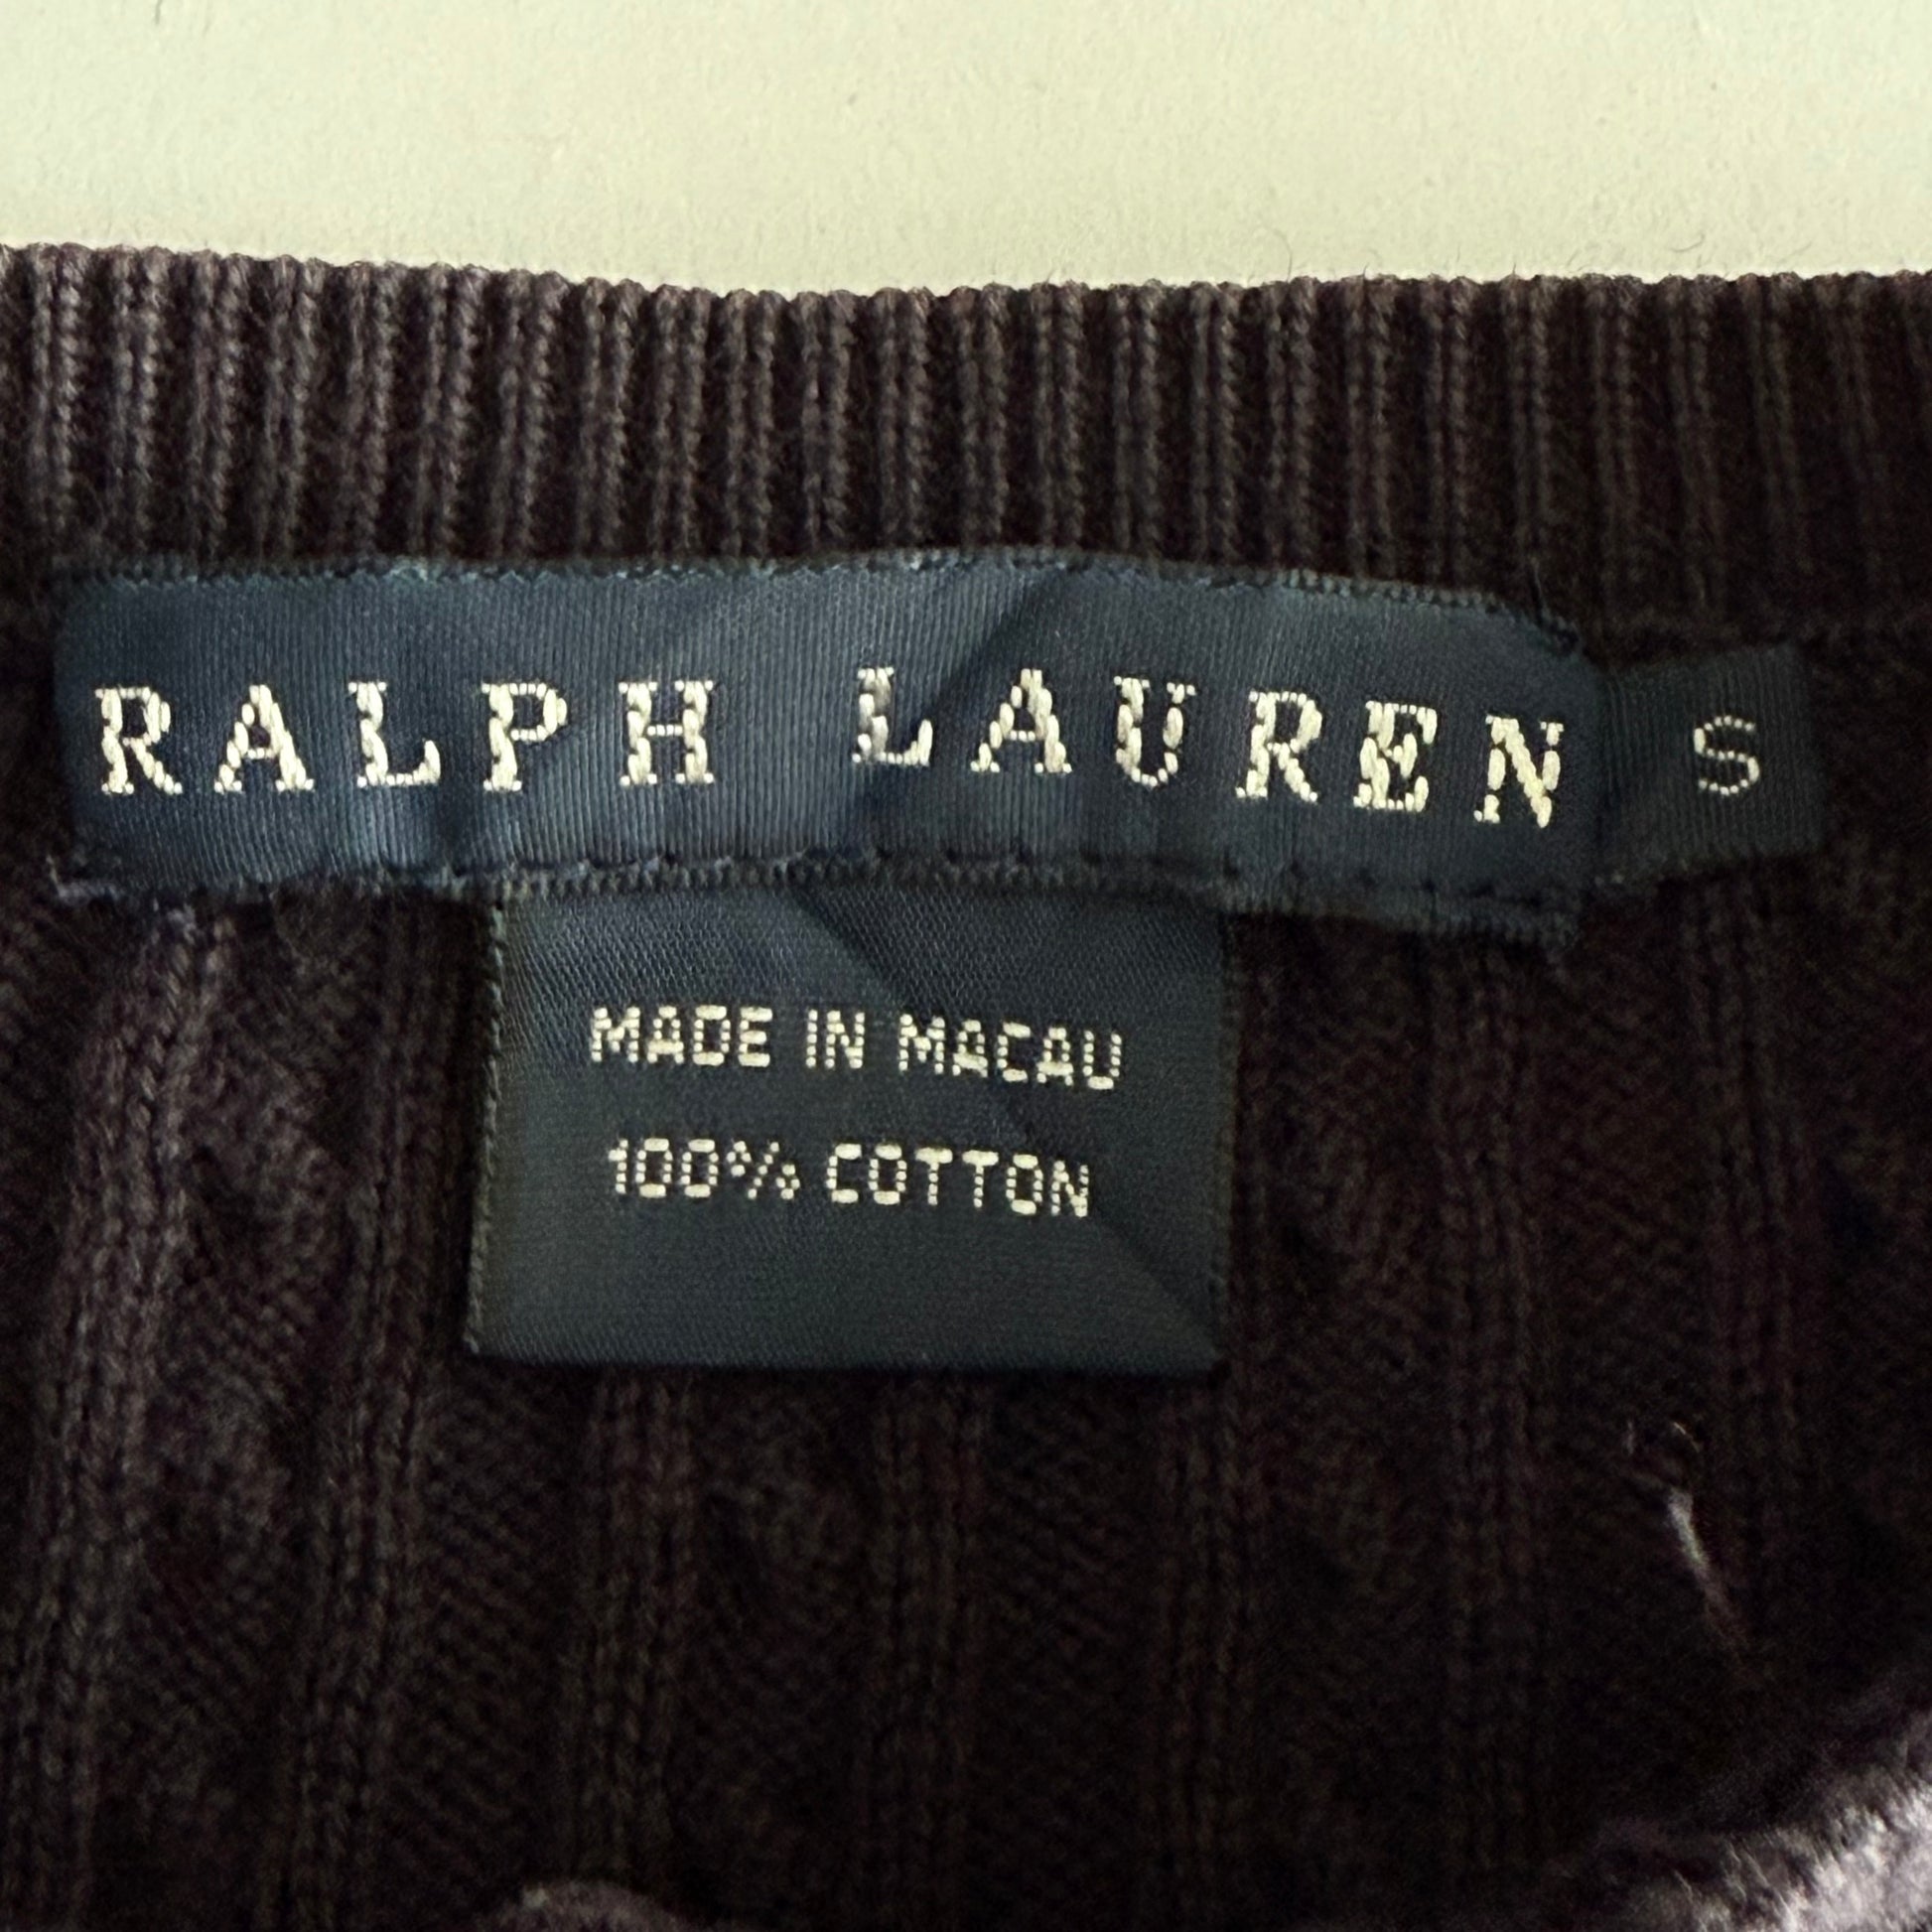 RALPH LAUREN S
MADE IN MACAU
100% COTTON